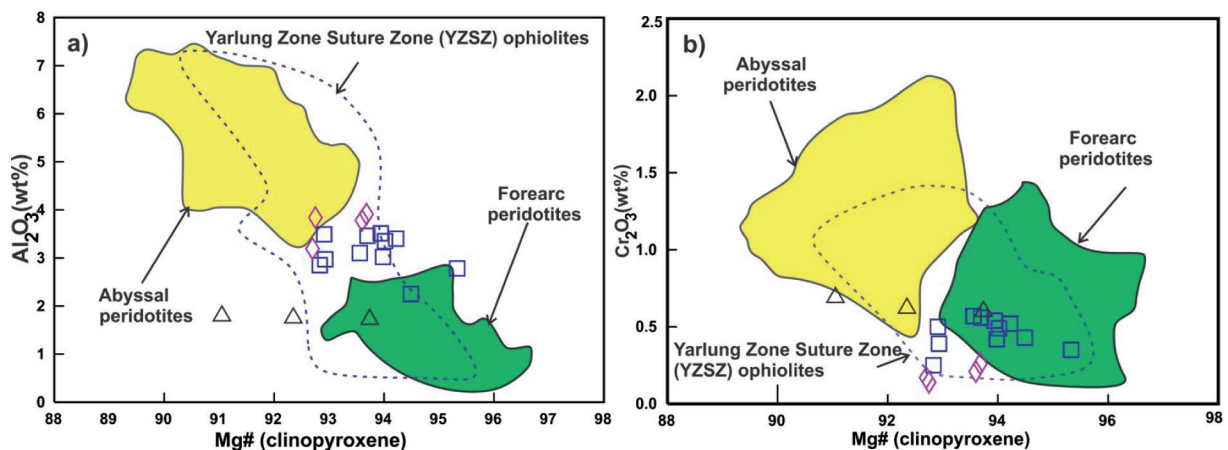 a)
Yarlung Zone Suture Zone (YZSZ) ophiolites
Forearc
peridotites
Abyssal
peridotites
Al2O3(wt%)
8
7
6
5
4
3
2
1
0
88
90
91
92
93
94
95
96
97
98
Mg# (clinopyroxene)
b)
Abyssal
peridotites
Forearc
peridotites
Yarlung Zone Suture Zone
(YZSZ) ophiolites
Cr2O3(wt%)
2.5
2.0
1.5
1.0
0.5
0.0
88
90
92
94
96
98
Mg# (clinopyroxene)